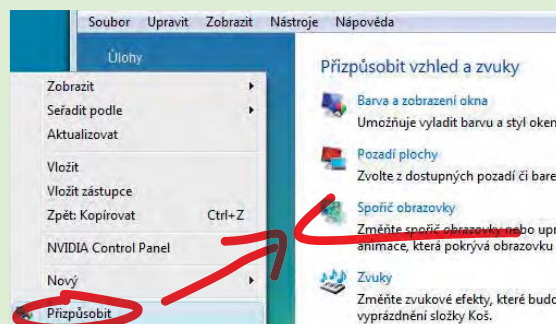 Soubor Upravit Zobrazit Nástroje Nápověda
Úlohy
Zobrazit
Seřadit podle
Aktualizovat
Vložit
Vložit zástupce
Zpět: Kopírovat Ctrl+Z
NVIDIA Control Panel
Nový
Přizpůsobit
Přizpůsobit vzhled a zvuky
Barva a zobrazení okna
Umožňuje vyladit barvu a styl oken
Pozadí plochy
Zvolte z dostupných pozadí či bare
Spořič obrazovky
Změňte spořič obrazovky nebo upr
animace, která pokrývá obrazovku
Zvuky
Změňte zvukové efekty, které budo
vyprázdnění složky Koš.